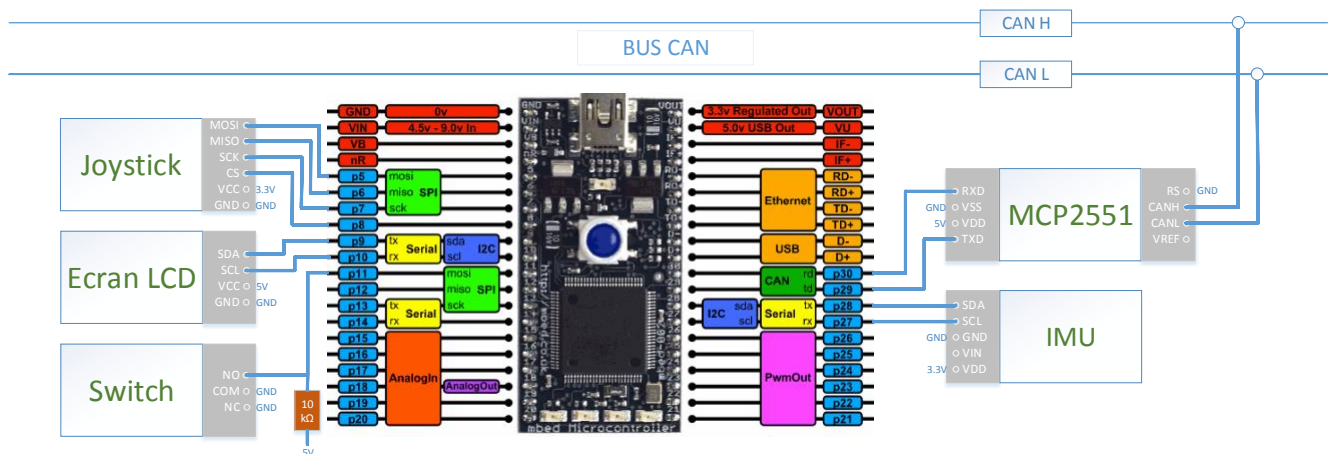 CAN H
BUS CAN
CAN L
Joystick
MOSI
MISO
SCK
CS
VCC 3.3V
GND GND
Ecran LCD
SDA
SCL
VCC 5V
GND GND
Switch
NO
COM GND
NC GND
10
kΩ
5V
GND 0v
VIN 4.5v - 9.0v In
VB
nR
p5 mosi
p6 miso SPI
p7 sck
p8
p9 tx Serial sda I2C
p10 rx scl
p11 mosi
p12 miso SPI
p13 tx Serial sck
p14 rx
p15
p16
p17 AnalogIn
p18 AnalogOut
p19
p20
mbed Microcontroller
3.3v Regulated Out VOUT
5.0v USB Out VU
IF-
IF+
RD-
Ethernet RD+
TD-
TD+
USB D-
D+
CAN rd p30
td p29
I2C sda Serial tx p28
scl rx p27
p26
p25
PwmOut p24
p23
p22
p21
MCP2551
RXD
GND VSS
5V VDD
TXD
RS GND
CANH
CANL
VREF
IMU
SDA
SCL
GND GND
VIN
3.3V VDD